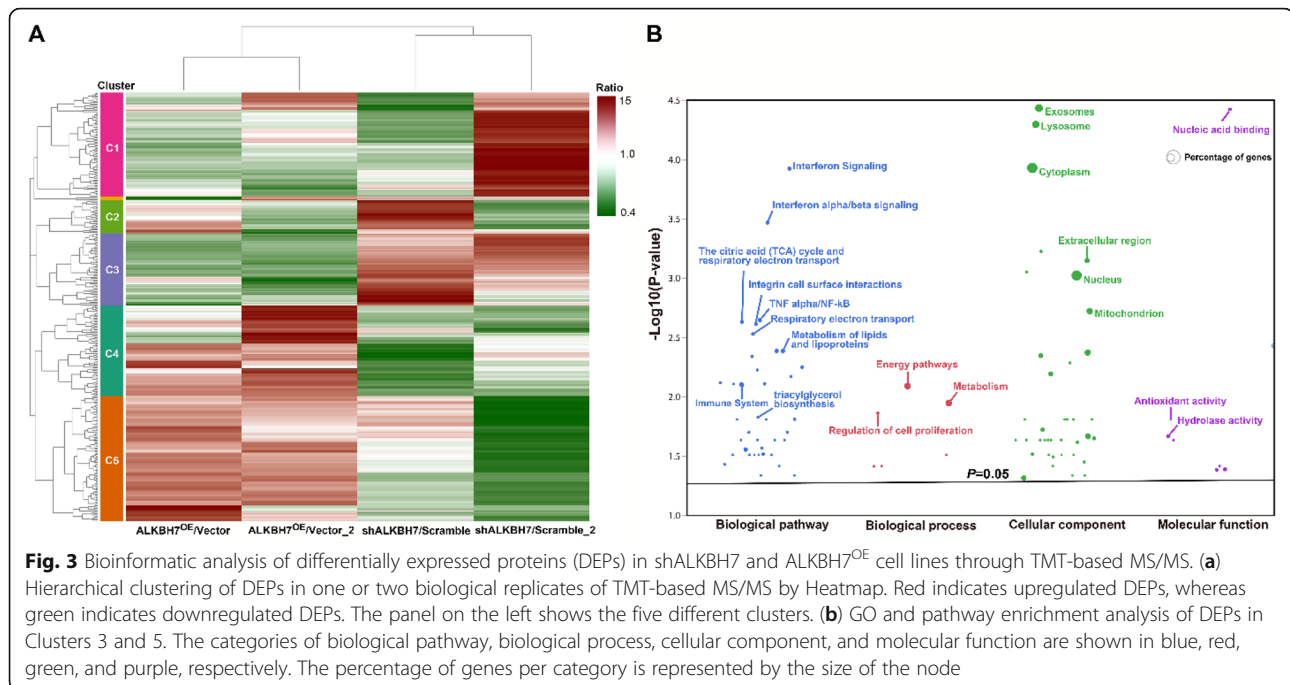 A
Cluster
C1
C2
C3
C4
C5
Ratio
15
1.0
0.4
ALKBH7OE/Vector
ALKBH7OE/Vector_2
shALKBH7/Scramble
shALKBH7/Scramble_2
B
-Log10(P-value)
4.5
4.0
3.5
3.0
2.5
2.0
1.5
1.0
Interferon Signaling
Interferon alpha/beta signaling
The citric acid (TCA) cycle and
respiratory electron transport
Integrin cell surface interactions
TNF alpha/NF-kB
Respiratory electron transport
Metabolism of lipids
and lipoproteins
Immune System
triacylglycerol
biosynthesis
Energy pathways
Metabolism
Regulation of cell proliferation
Exosomes
Lysosome
Cytoplasm
Extracellular region
Nucleus
Mitochondrion
Nucleic acid binding
Percentage of genes
Antioxidant activity
Hydrolase activity
P=0.05
Biological pathway
Biological process
Cellular component
Molecular function
Fig. 3 Bioinformatic analysis of differentially expressed proteins (DEPs) in shALKBH7 and ALKBH7OE cell lines through TMT-based MS/MS. (a)
Hierarchical clustering of DEPs in one or two biological replicates of TMT-based MS/MS by Heatmap. Red indicates upregulated DEPs, whereas
green indicates downregulated DEPs. The panel on the left shows the five different clusters. (b) GO and pathway enrichment analysis of DEPs in
Clusters 3 and 5. The categories of biological pathway, biological process, cellular component, and molecular function are shown in blue, red,
green, and purple, respectively. The percentage of genes per category is represented by the size of the node